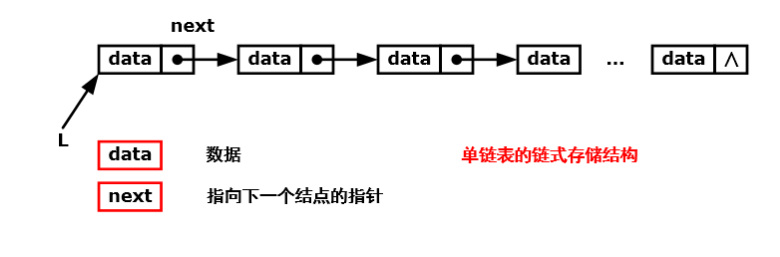 next
data data data data ... data ∧
L
data 数据 单链表的链式存储结构
next 指向下一个结点的指针